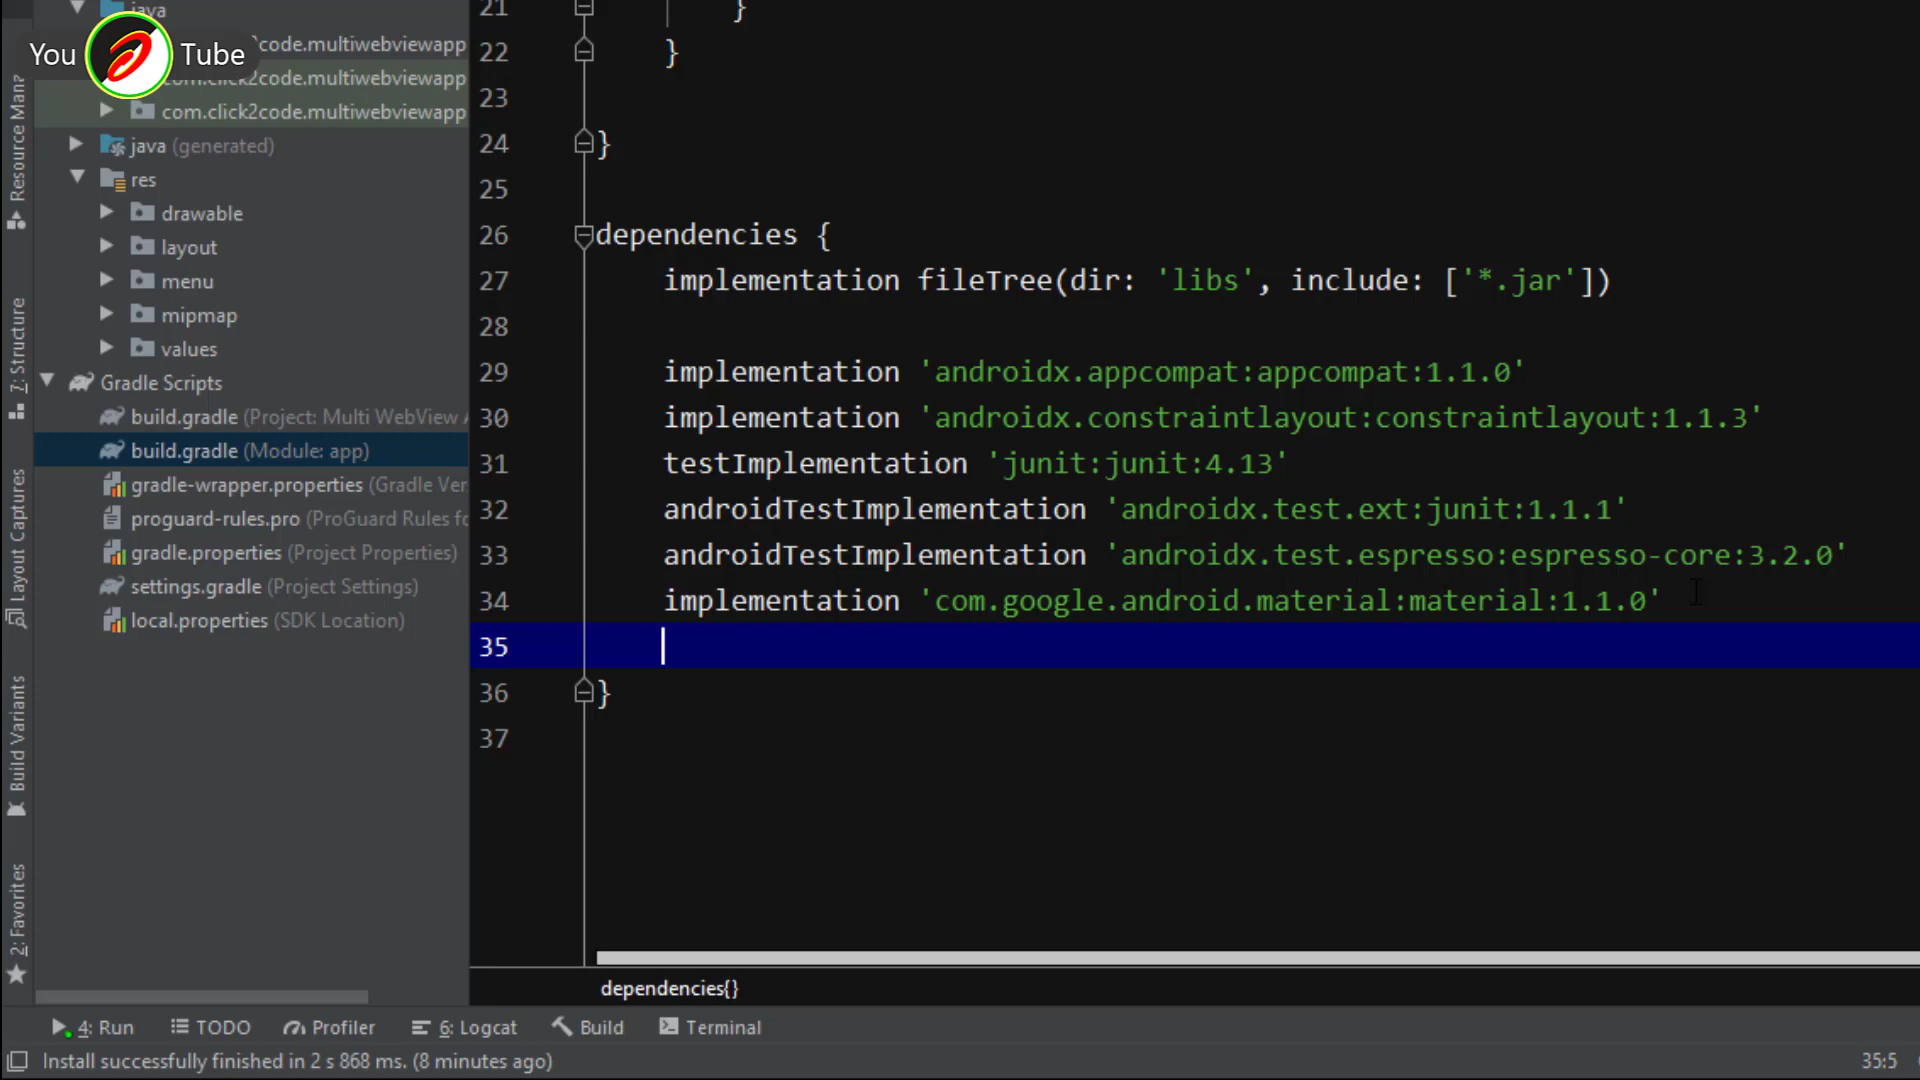 java
You Tube
code.multiwebviewapp
com.click2code.multiwebviewapp
com.click2code.multiwebviewapp
java (generated)
res
drawable
layout
menu
mipmap
values
Gradle Scripts
build.gradle (Project: Multi WebView A
build.gradle (Module: app)
gradle-wrapper.properties (Gradle Ver
proguard-rules.pro (ProGuard Rules fo
gradle.properties (Project Properties)
settings.gradle (Project Settings)
local.properties (SDK Location)
Resource Man
7: Structure
Layout Captures
Build Variants
2: Favorites
21 }
22 }
23
24 }
25
26 dependencies {
27 implementation fileTree(dir: 'libs', include: ['*.jar'])
28
29 implementation 'androidx.appcompat:appcompat:1.1.0'
30 implementation 'androidx.constraintlayout:constraintlayout:1.1.3'
31 testImplementation 'junit:junit:4.13'
32 androidTestImplementation 'androidx.test.ext:junit:1.1.1'
33 androidTestImplementation 'androidx.test.espresso:espresso-core:3.2.0'
34 implementation 'com.google.android.material:material:1.1.0'
35
36 }
37
dependencies{}
4: Run TODO Profiler 6: Logcat Build Terminal
Install successfully finished in 2 s 868 ms. (8 minutes ago) 35:5